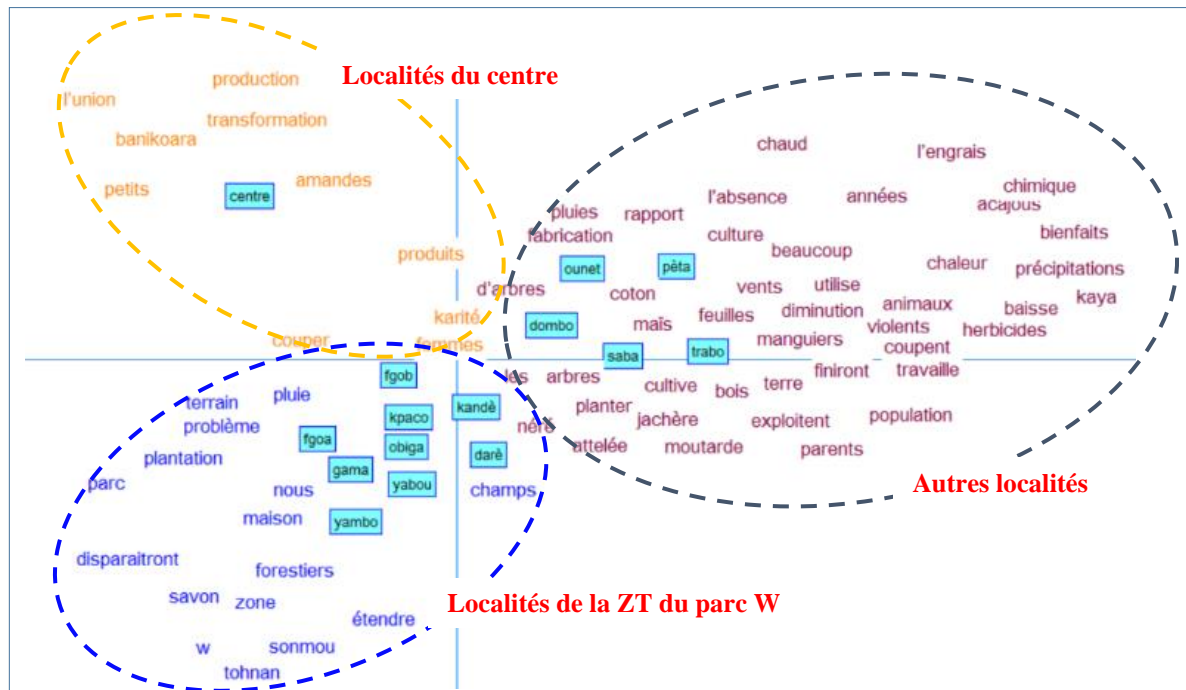 Localités du centre
production
l'union
transformation
banikoara
petits
centre
amandes
produits
karité
couper
femmes
chaud
l'engrais
chimique
acajous
l'absence
années
pluies
rapport
bienfaits
fabrication
culture
beaucoup
chaleur
précipitations
ounet
pêta
d'arbres
coton
vents
utilise
kaya
baisse
animaux
diminution
feuilles
dombo
maïs
violents
herbicides
manguiers
coupent
saba
trabo
finiront
travaille
les
arbres
cultive
bois
terre
planter
jachère
exploitent
population
néré
attelée
moutarde
parents
Autres localités
fgob
pluie
terrain
kpaco
kandè
problème
fgoa
obiga
darè
plantation
gama
parc
nous
yabou
champs
maison
yambo
disparaitront
forestiers
savon
zone
étendre
Localités de la ZT du parc W
w
sonmou
tohnan